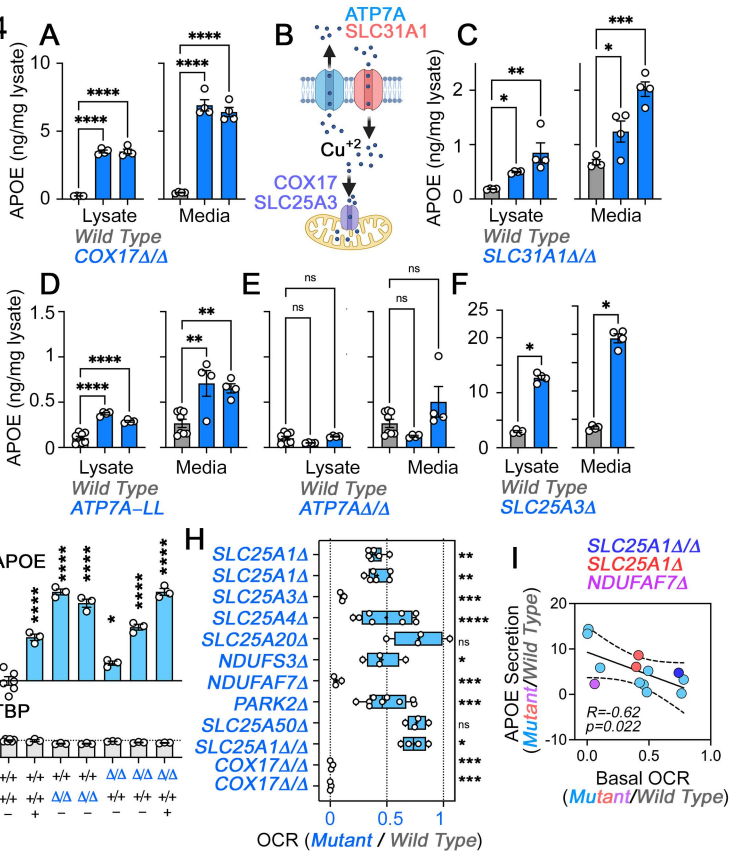 4
A
APOE (ng/mg lysate)
10
5
0
****
****
****
****
Lysate
Media
Wild Type
COX17Δ/Δ
B
ATP7A
SLC31A1
Cu+2
COX17
SLC25A3
C
APOE (ng/mg lysate)
2
1
0
*
**
*
***
Lysate
Media
Wild Type
SLC31A1Δ/Δ
D
APOE (ng/mg lysate)
1.5
1
0.5
0
****
****
**
**
Lysate
Media
Wild Type
ATP7A–LL
E
ns
ns
ns
ns
Lysate
Media
Wild Type
ATP7AΔ/Δ
F
25
20
10
0
*
*
Lysate
Media
Wild Type
SLC25A3Δ
APOE
****
****
****
*
****
****
TBP
+/+ +/+ +/+ +/+ Δ/Δ Δ/Δ Δ/Δ
+/+ +/+ Δ/Δ Δ/Δ +/+ +/+ +/+
– + – – – – +
H
SLC25A1Δ **
SLC25A1Δ **
SLC25A3Δ ***
SLC25A4Δ ****
SLC25A20Δ ns
NDUFS3Δ *
NDUFAF7Δ ***
PARK2Δ ***
SLC25A50Δ ns
SLC25A1Δ/Δ *
COX17Δ/Δ ***
COX17Δ/Δ ***
0 0.5 1
OCR (Mutant / Wild Type)
I
SLC25A1Δ/Δ
SLC25A1Δ
NDUFAF7Δ
APOE Secretion
(Mutant/Wild Type)
20
10
0
-10
R=-0.62
p=0.022
0.0 0.5 1.0
Basal OCR
(Mutant/Wild Type)